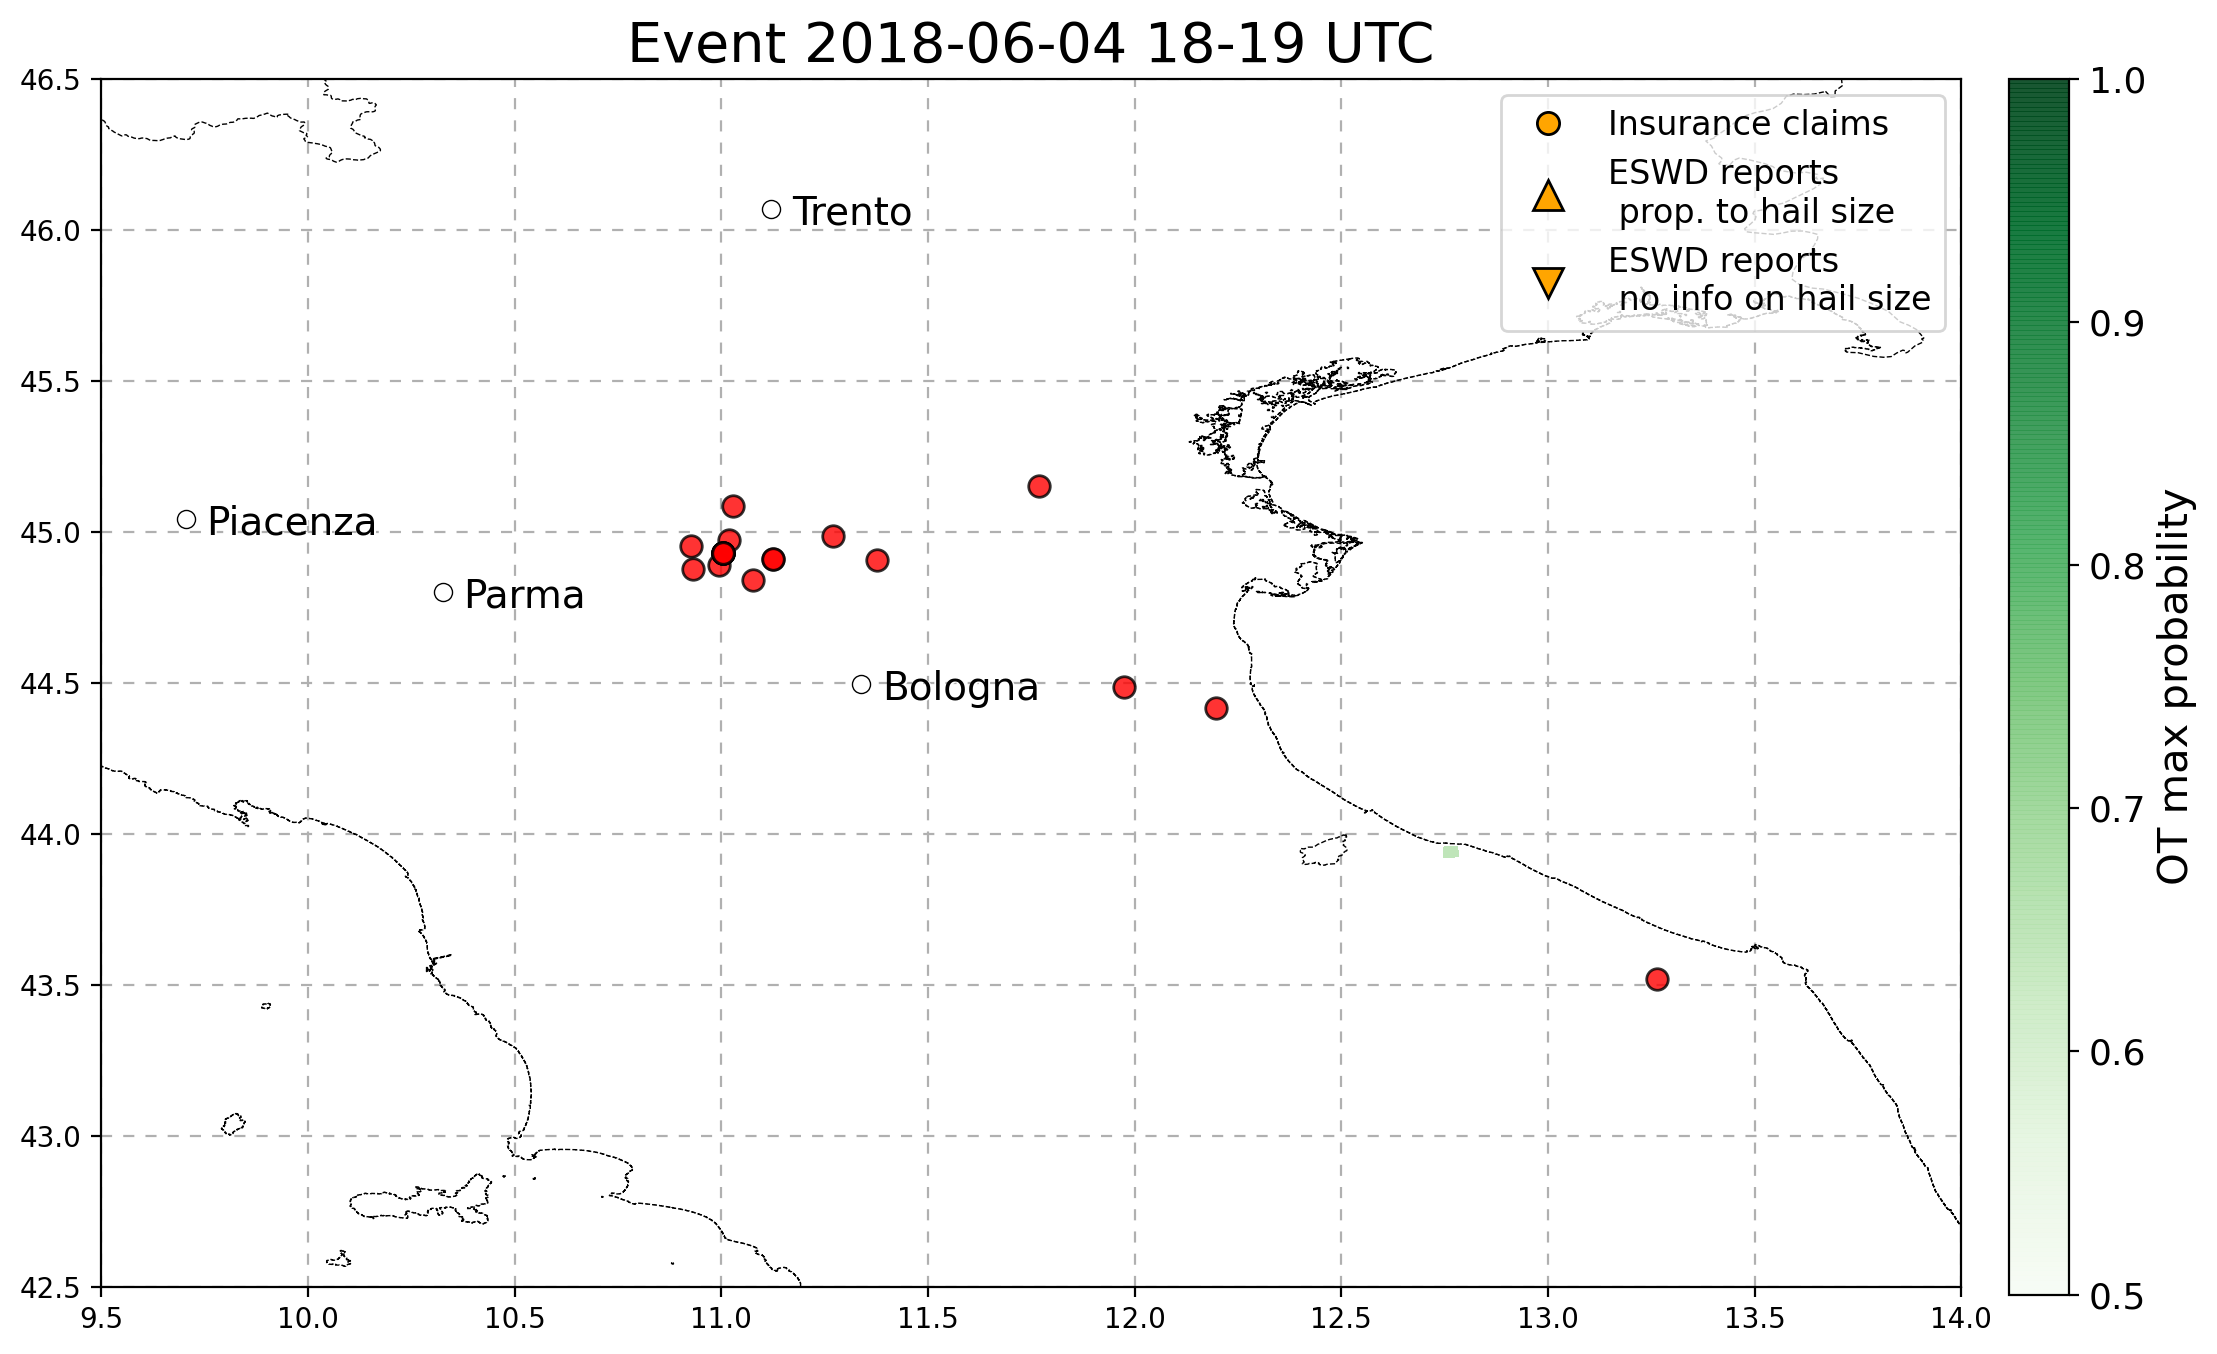 Event 2018-06-04 18-19 UTC
46.5
46.0
45.5
45.0
44.5
44.0
43.5
43.0
42.5
9.5
10.0
10.5
11.0
11.5
12.0
12.5
13.0
13.5
14.0
Trento
Piacenza
Parma
Bologna
Insurance claims
ESWD reports
prop. to hail size
ESWD reports
no info on hail size
1.0
0.9
0.8
0.7
0.6
0.5
OT max probability